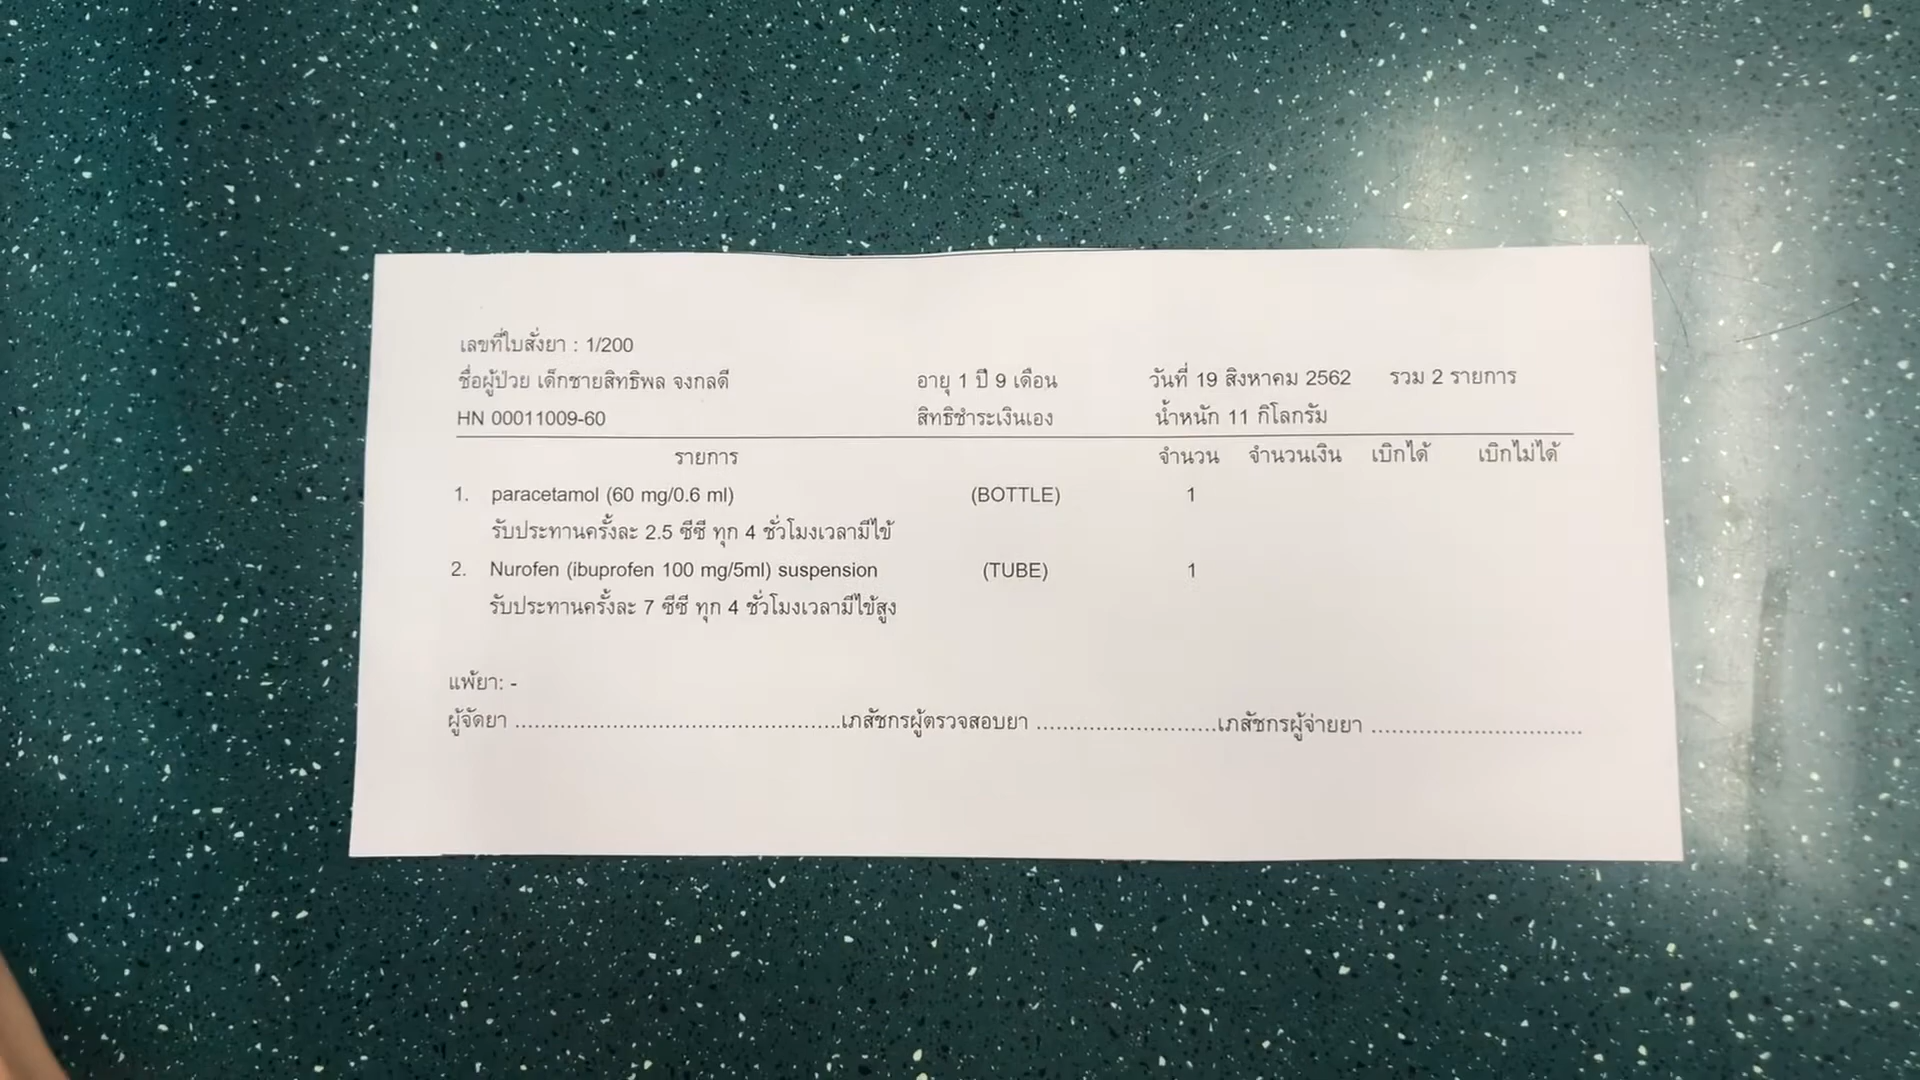 เลขที่ใบสั่งยา : 1/200
ชื่อผู้ป่วย เด็กชายสิทธิพล จงกลดี อายุ 1 ปี 9 เดือน วันที่ 19 สิงหาคม 2562 รวม 2 รายการ
HN 00011009-60 สิทธิชำระเงินเอง น้ำหนัก 11 กิโลกรัม
รายการ จำนวน จำนวนเงิน เบิกได้ เบิกไม่ได้
1. paracetamol (60 mg/0.6 ml) (BOTTLE) 1
รับประทานครั้งละ 2.5 ซีซี ทุก 4 ชั่วโมงเวลามีไข้
2. Nurofen (ibuprofen 100 mg/5ml) suspension (TUBE) 1
รับประทานครั้งละ 7 ซีซี ทุก 4 ชั่วโมงเวลามีไข้สูง
แพ้ยา: -
ผู้จัดยา ..................................................เภสัชกรผู้ตรวจสอบยา ............................เภสัชกรผู้จ่ายยา .................................